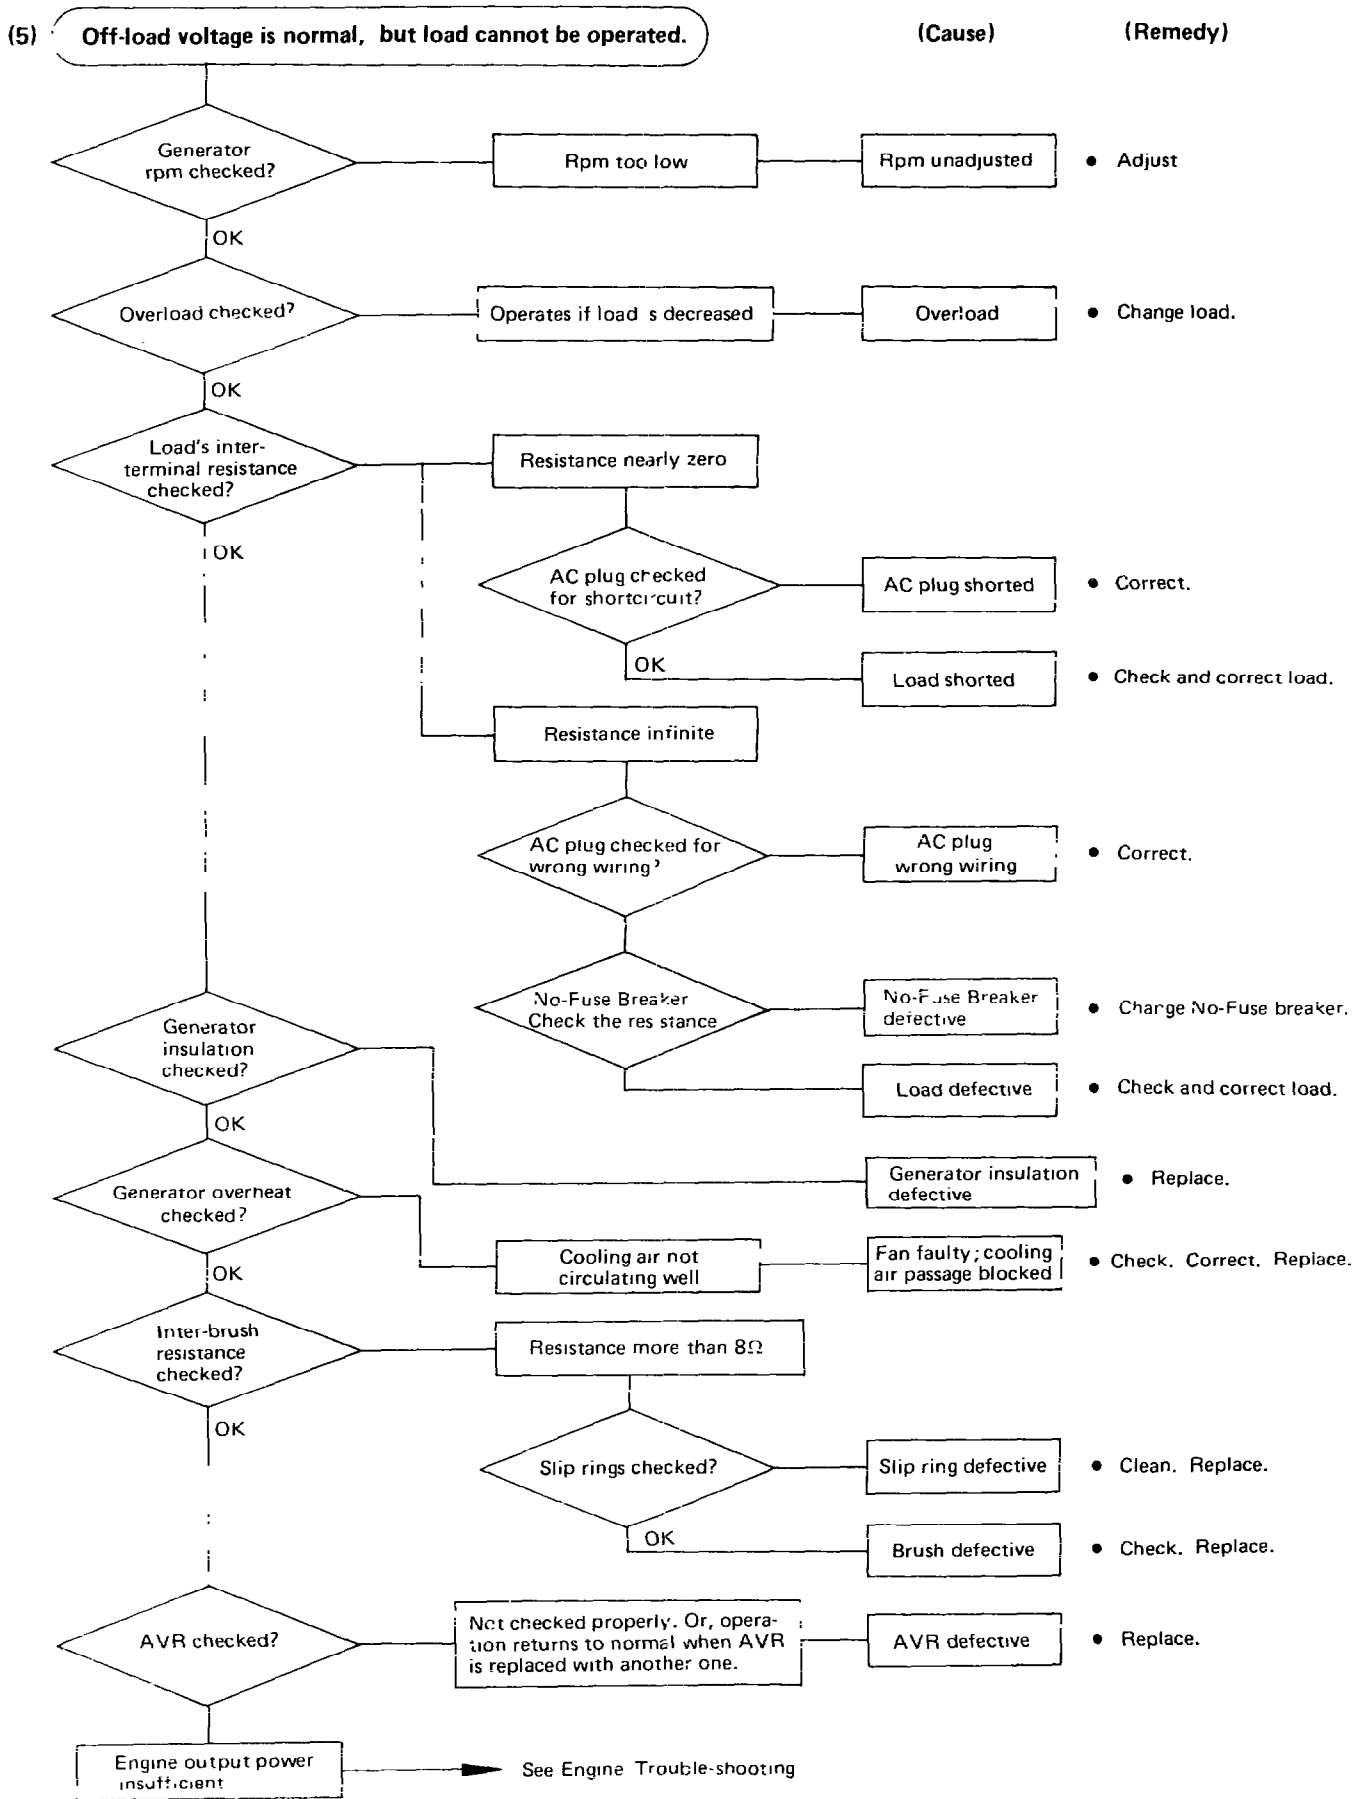 (5) Off-load voltage is normal, but load cannot be operated.
(Cause)
(Remedy)
Generator
rpm checked?
Rpm too low
Rpm unadjusted
● Adjust
OK
Overload checked?
Operates if load s decreased
Overload
● Change load.
OK
Load's inter-
terminal resistance
checked?
Resistance nearly zero
OK
AC plug checked
for shortcircuit?
AC plug shorted
● Correct.
OK
Load shorted
● Check and correct load.
Resistance infinite
AC plug checked for
wrong wiring?
AC plug
wrong wiring
● Correct.
No-Fuse Breaker
Check the res stance
No-Fuse Breaker
defective
● Charge No-Fuse breaker.
Generator
insulation
checked?
Load defective
● Check and correct load.
OK
Generator insulation
defective
● Replace.
Generator overheat
checked?
Cooling air not
circulating well
Fan faulty; cooling
air passage blocked
● Check. Correct. Replace.
OK
Inter-brush
resistance
checked?
Resistance more than 8Ω
OK
Slip rings checked?
Slip ring defective
● Clean. Replace.
OK
Brush defective
● Check. Replace.
AVR checked?
Not checked properly. Or, opera-
tion returns to normal when AVR
is replaced with another one.
AVR defective
● Replace.
Engine output power
insufficient
See Engine Trouble-shooting